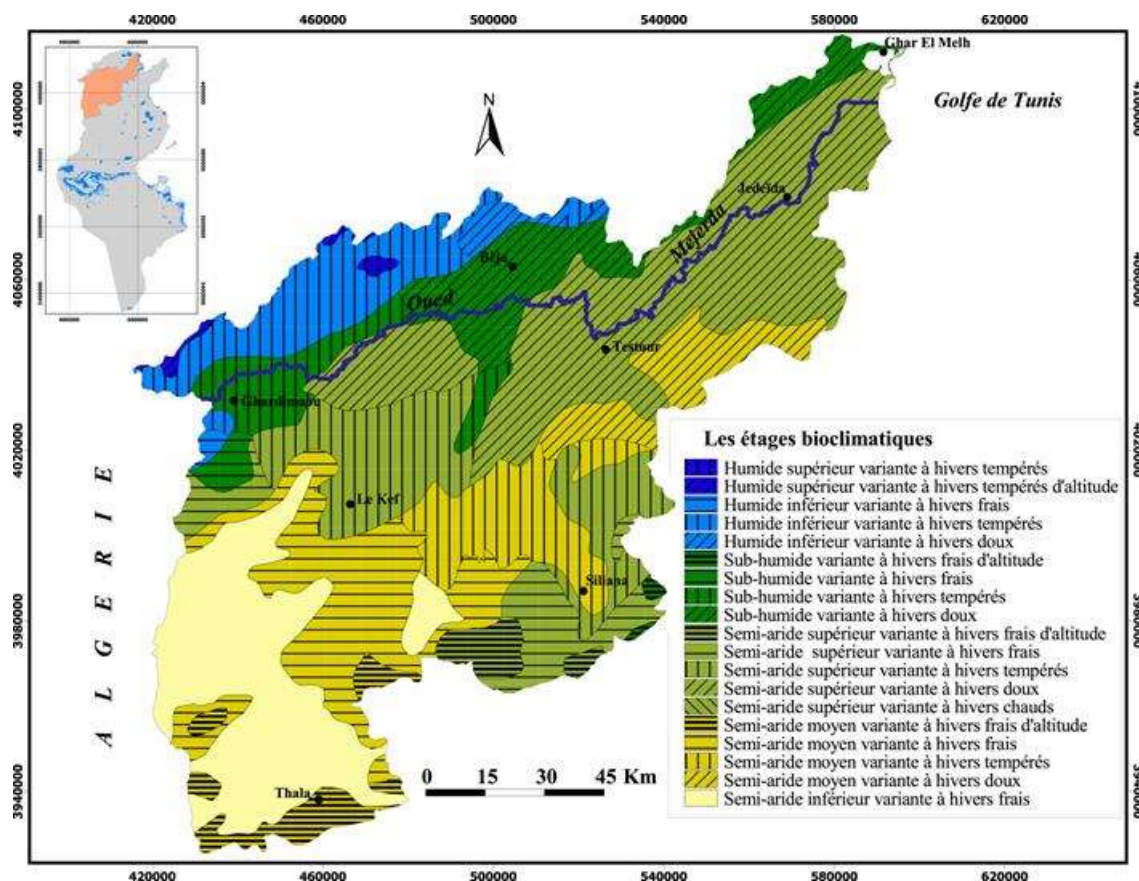 420000 460000 500000 540000 580000 620000
4100000
4060000
4020000
3980000
3940000
N
Ghar El Melh
Golfe de Tunis
Jedeida
Mejerda
Béja
Oued
Testour
Ghardimaou
Le Kef
Siliana
Thala
ALGERIE
0 15 30 45 Km
Les étages bioclimatiques
Humide supérieur variante à hivers tempérés
Humide supérieur variante à hivers tempérés d'altitude
Humide inférieur variante à hivers frais
Humide inférieur variante à hivers tempérés
Humide inférieur variante à hivers doux
Sub-humide variante à hivers frais d'altitude
Sub-humide variante à hivers frais
Sub-humide variante à hivers tempérés
Sub-humide variante à hivers doux
Semi-aride supérieur variante à hivers frais d'altitude
Semi-aride supérieur variante à hivers frais
Semi-aride supérieur variante à hivers tempérés
Semi-aride supérieur variante à hivers doux
Semi-aride supérieur variante à hivers chauds
Semi-aride moyen variante à hivers frais d'altitude
Semi-aride moyen variante à hivers frais
Semi-aride moyen variante à hivers tempérés
Semi-aride moyen variante à hivers doux
Semi-aride inférieur variante à hivers frais
4100000
4060000
4020000
3980000
3940000
420000 460000 500000 540000 580000 620000